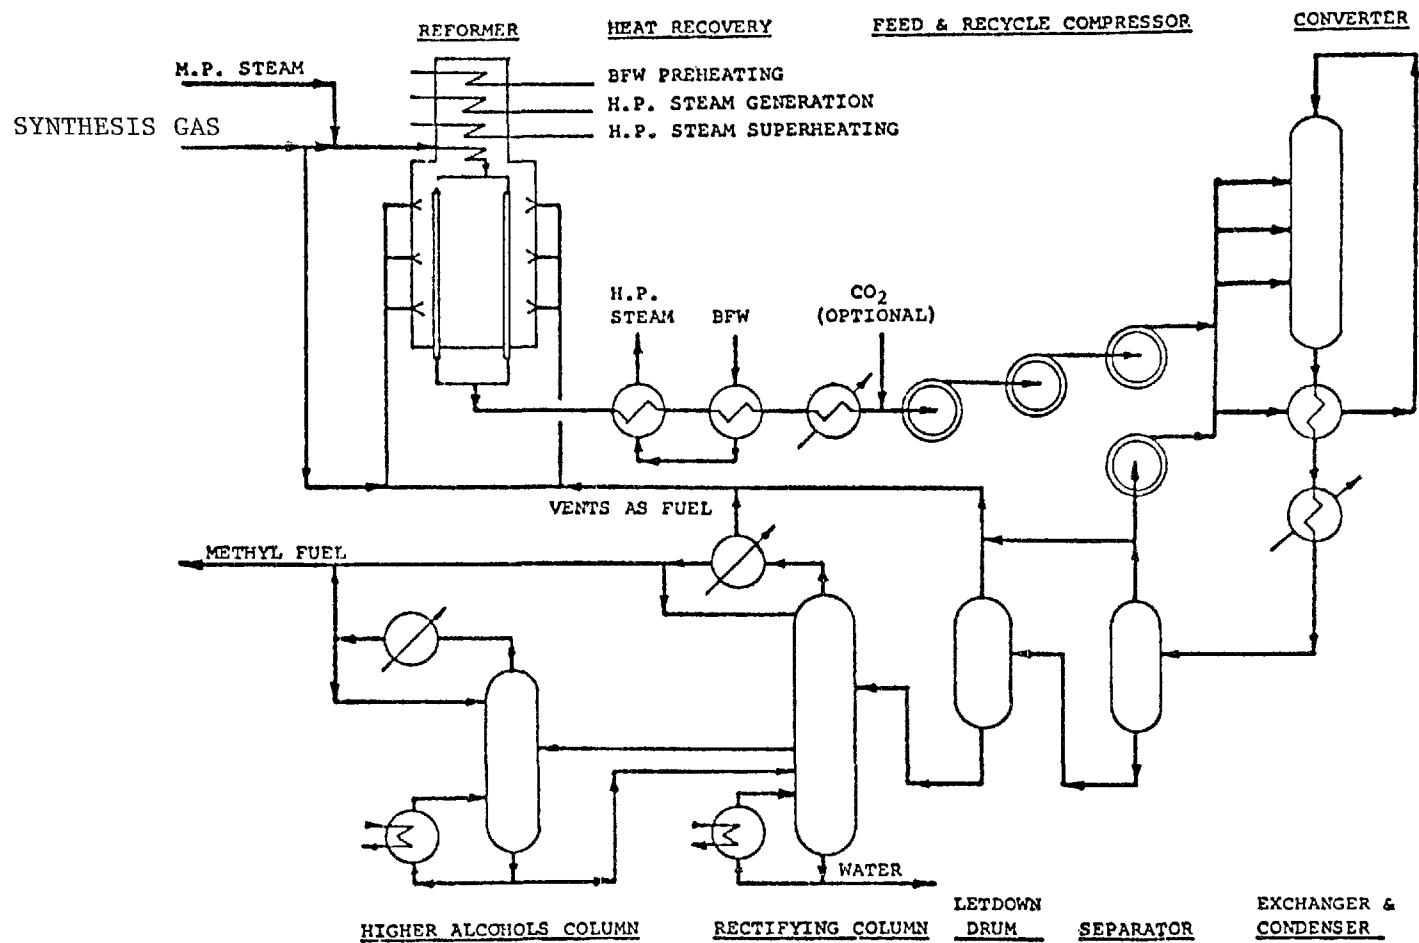 REFORMER
HEAT RECOVERY
FEED & RECYCLE COMPRESSOR
CONVERTER
M.P. STEAM
BFW PREHEATING
H.P. STEAM GENERATION
H.P. STEAM SUPERHEATING
SYNTHESIS GAS
H.P.
STEAM
BFW
CO2
(OPTIONAL)
VENTS AS FUEL
METHYL FUEL
WATER
HIGHER ALCOHOLS COLUMN
RECTIFYING COLUMN
LETDOWN
DRUM
SEPARATOR
EXCHANGER &
CONDENSER